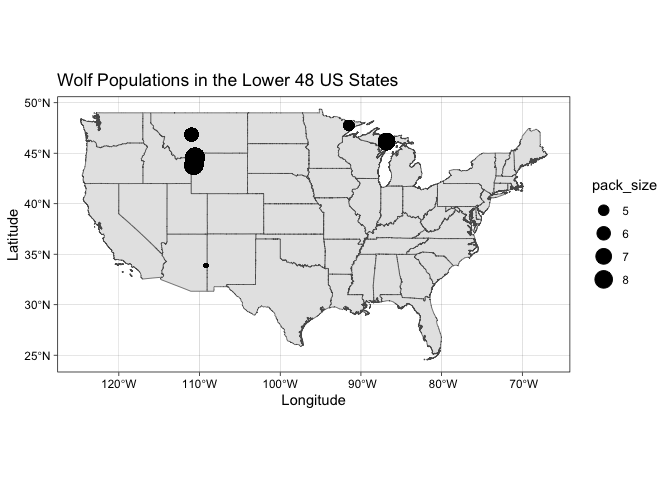 Wolf Populations in the Lower 48 US States
50°N
45°N
40°N
35°N
30°N
25°N
Latitude
120°W 110°W 100°W 90°W 80°W 70°W
Longitude
pack_size
5
6
7
8